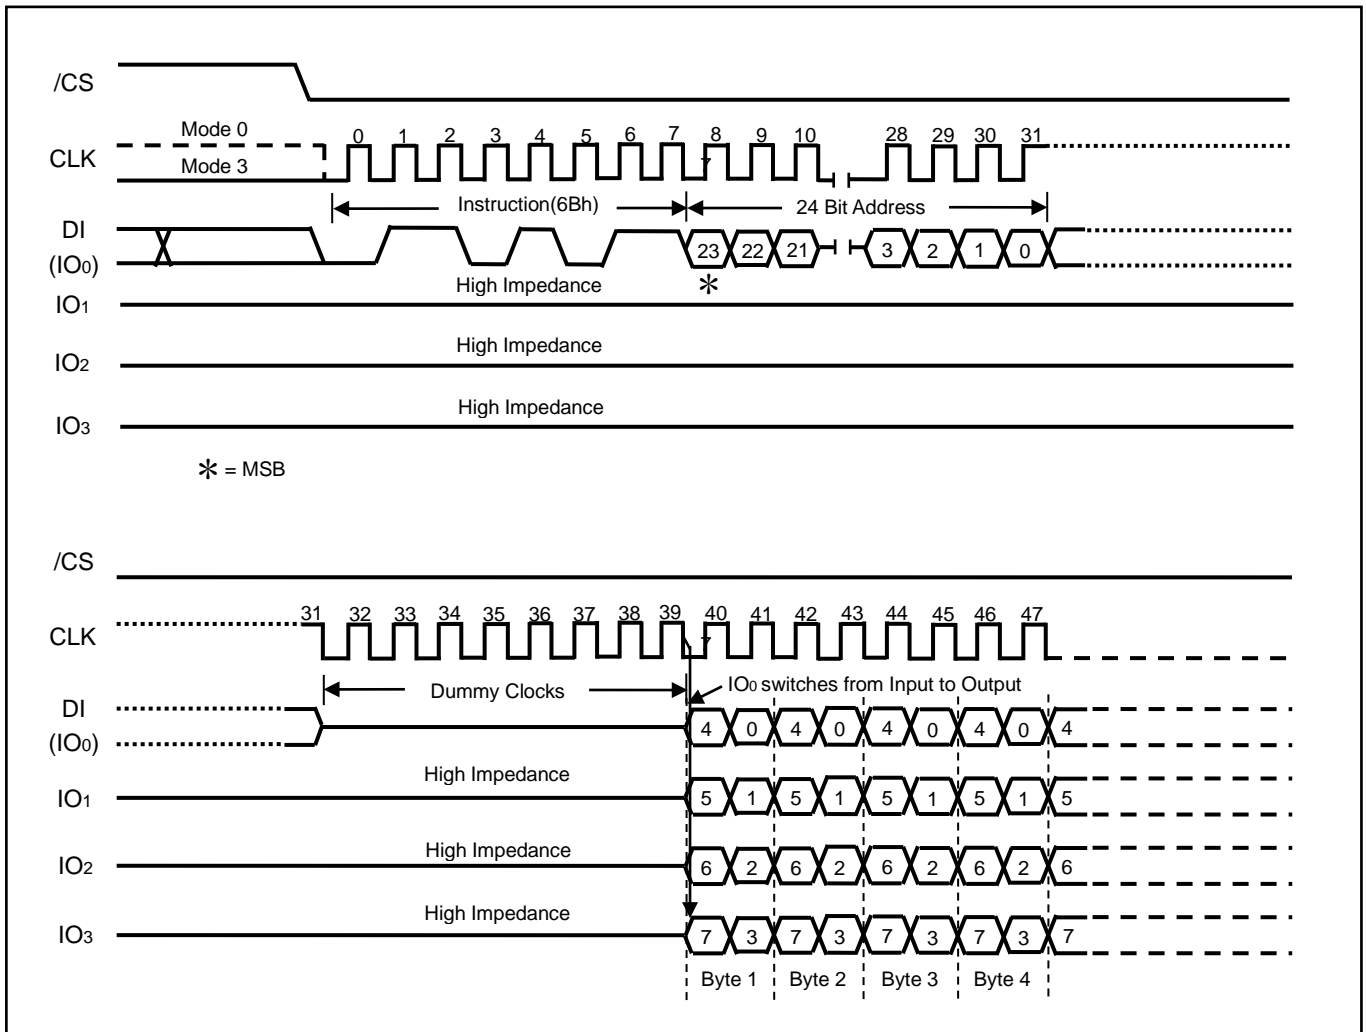 /CS
Mode 0
CLK
Mode 3
0 1 2 3 4 5 6 7 8 9 10 28 29 30 31
7
Instruction(6Bh) 24 Bit Address
DI
(IO0)
23 22 21 3 2 1 0
High Impedance *
IO1
High Impedance
IO2
High Impedance
IO3
* = MSB
/CS
31 32 33 34 35 36 37 38 39 40 41 42 43 44 45 46 47
CLK
7
Dummy Clocks IO0 switches from Input to Output
DI
(IO0)
4 0 4 0 4 0 4 0 4
High Impedance
IO1 5 1 5 1 5 1 5 1 5
High Impedance
IO2 6 2 6 2 6 2 6 2 6
High Impedance
IO3 7 3 7 3 7 3 7 3 7
Byte 1 Byte 2 Byte 3 Byte 4